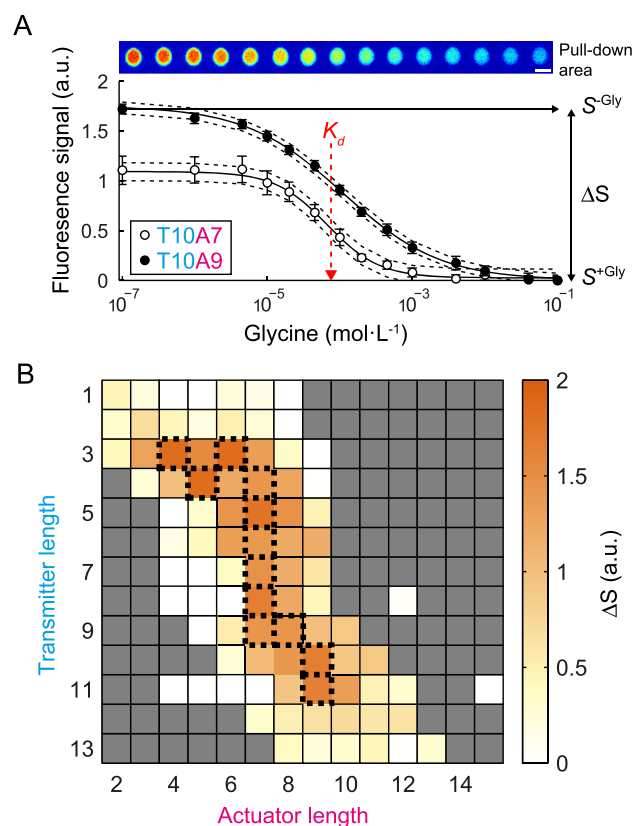 A
Pull-down
area
Fluoresence signal (a.u.)
2
1.5
1
0.5
0
S-Gly
Kd
ΔS
S+Gly
T10A7
T10A9
10−7
10−5
10−3
10−1
Glycine (mol·L-1)
B
Transmitter length
1
3
5
7
9
11
13
2
4
6
8
10
12
14
Actuator length
2
1.5
1
0.5
0
ΔS (a.u.)